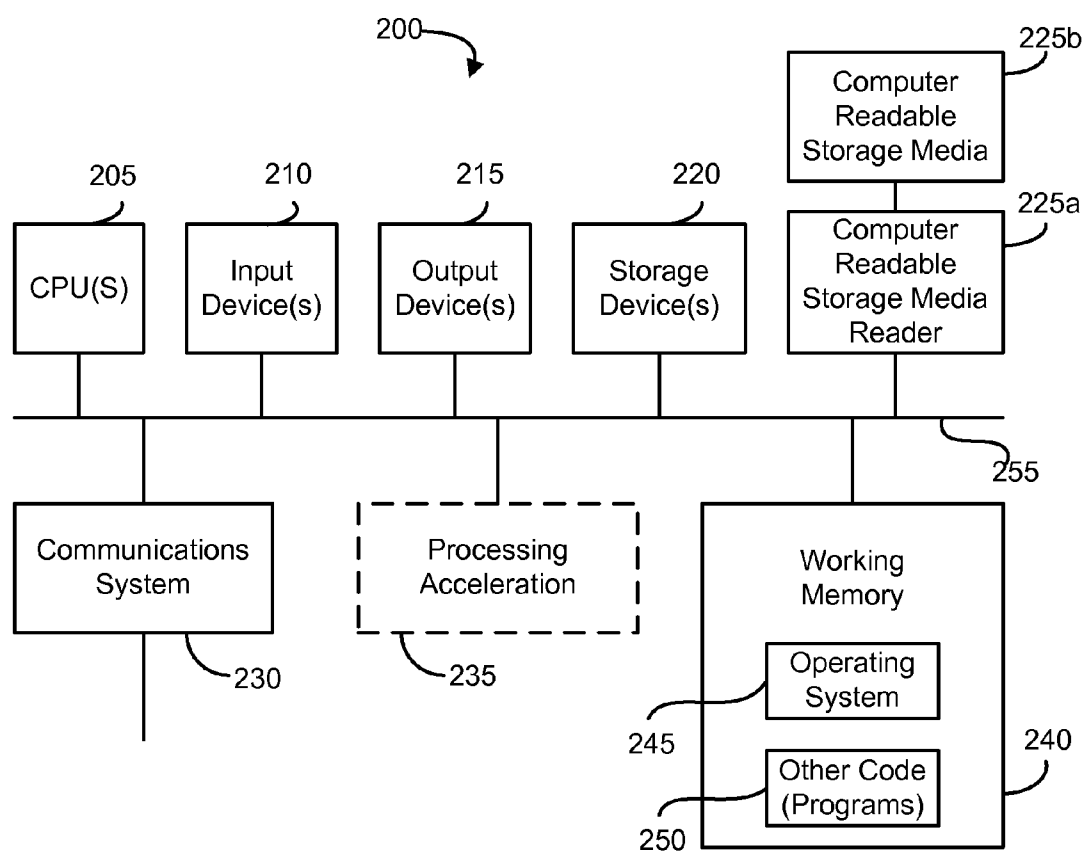 200
225b
Computer
Readable
Storage Media
205
210
215
220
225a
CPU(S)
Input
Device(s)
Output
Device(s)
Storage
Device(s)
Computer
Readable
Storage Media
Reader
255
Communications
System
Processing
Acceleration
Working
Memory
230
235
Operating
System
245
240
Other Code
(Programs)
250